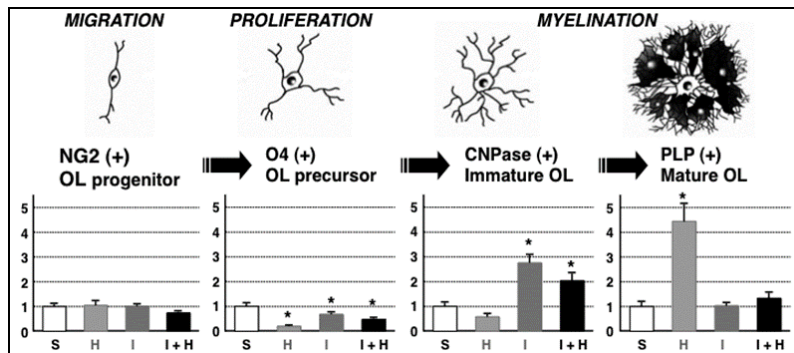 MIGRATION PROLIFERATION MYELINATION
NG2 (+) O4 (+) CNPase (+) PLP (+)
OL progenitor OL precursor Immature OL Mature OL
5 5 5 5
4 4 4 4
3 3 3 3
2 2 2 2
1 1 1 1
0 0 0 0
* * * * * *
S H I I + H S H I I + H S H I I + H S H I I + H